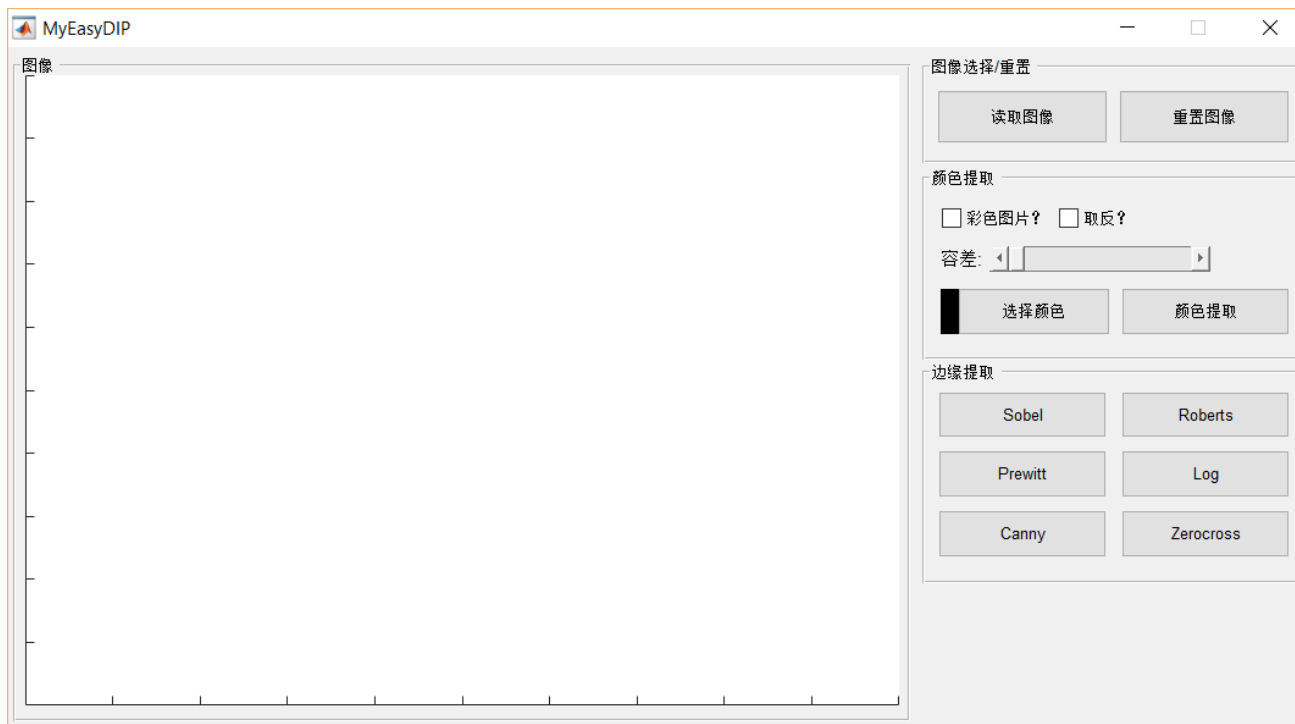 MyEasyDIP
图像
图像选择/重置
读取图像
重置图像
颜色提取
彩色图片? 取反?
容差:
选择颜色
颜色提取
边缘提取
Sobel
Roberts
Prewitt
Log
Canny
Zerocross